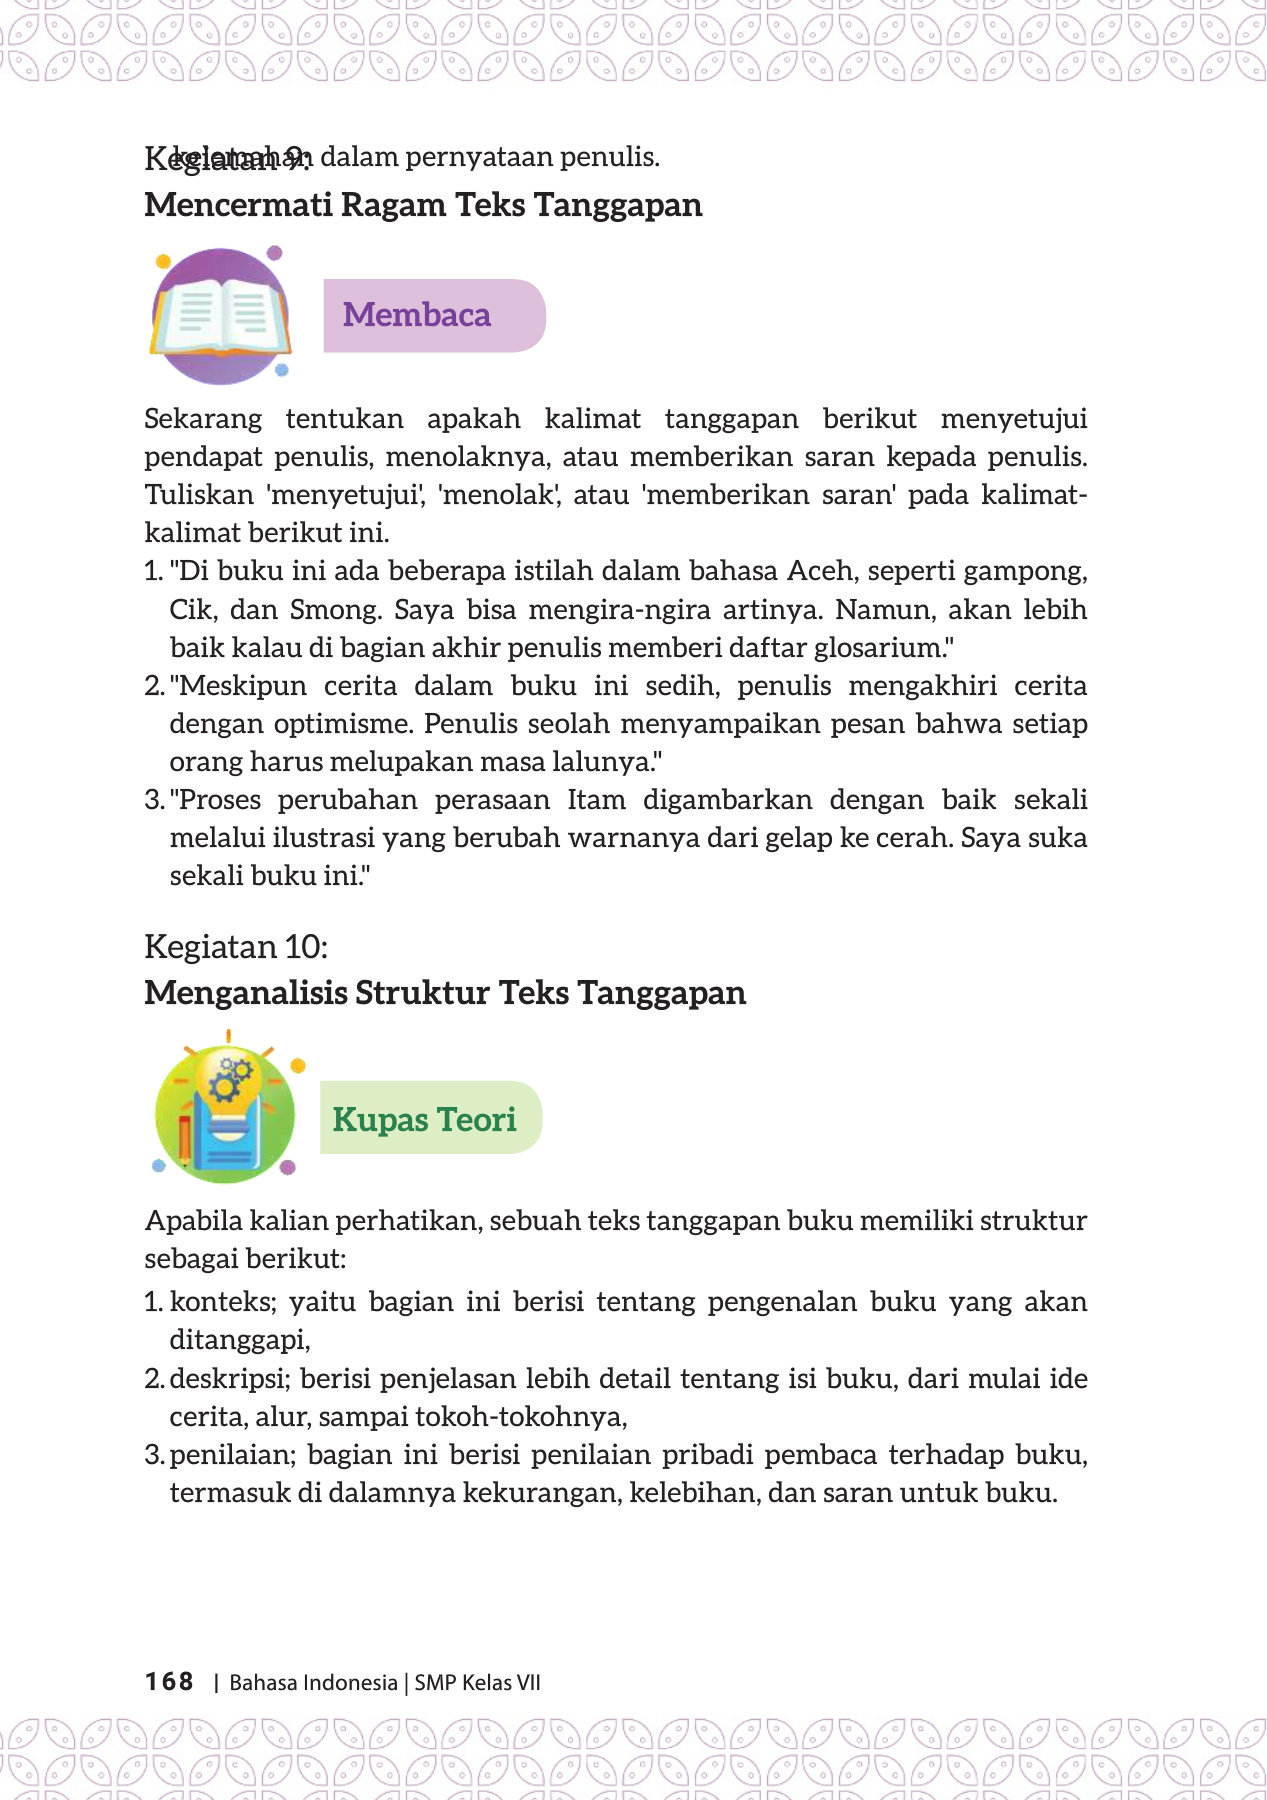 Kegiatan 9:
kelemahan dalam pernyataan penulis.
Mencermati Ragam Teks Tanggapan
Membaca
Sekarang tentukan apakah kalimat tanggapan berikut menyetujui
pendapat penulis, menolaknya, atau memberikan saran kepada penulis.
Tuliskan 'menyetujui', 'menolak', atau 'memberikan saran' pada kalimat-
kalimat berikut ini.
1. "Di buku ini ada beberapa istilah dalam bahasa Aceh, seperti gampong,
Cik, dan Smong. Saya bisa mengira-ngira artinya. Namun, akan lebih
baik kalau di bagian akhir penulis memberi daftar glosarium."
2. "Meskipun cerita dalam buku ini sedih, penulis mengakhiri cerita
dengan optimisme. Penulis seolah menyampaikan pesan bahwa setiap
orang harus melupakan masa lalunya."
3. "Proses perubahan perasaan Itam digambarkan dengan baik sekali
melalui ilustrasi yang berubah warnanya dari gelap ke cerah. Saya suka
sekali buku ini."
Kegiatan 10:
Menganalisis Struktur Teks Tanggapan
Kupas Teori
Apabila kalian perhatikan, sebuah teks tanggapan buku memiliki struktur
sebagai berikut:
1. konteks; yaitu bagian ini berisi tentang pengenalan buku yang akan
ditanggapi,
2. deskripsi; berisi penjelasan lebih detail tentang isi buku, dari mulai ide
cerita, alur, sampai tokoh-tokohnya,
3. penilaian; bagian ini berisi penilaian pribadi pembaca terhadap buku,
termasuk di dalamnya kekurangan, kelebihan, dan saran untuk buku.
168 | Bahasa Indonesia | SMP Kelas VII